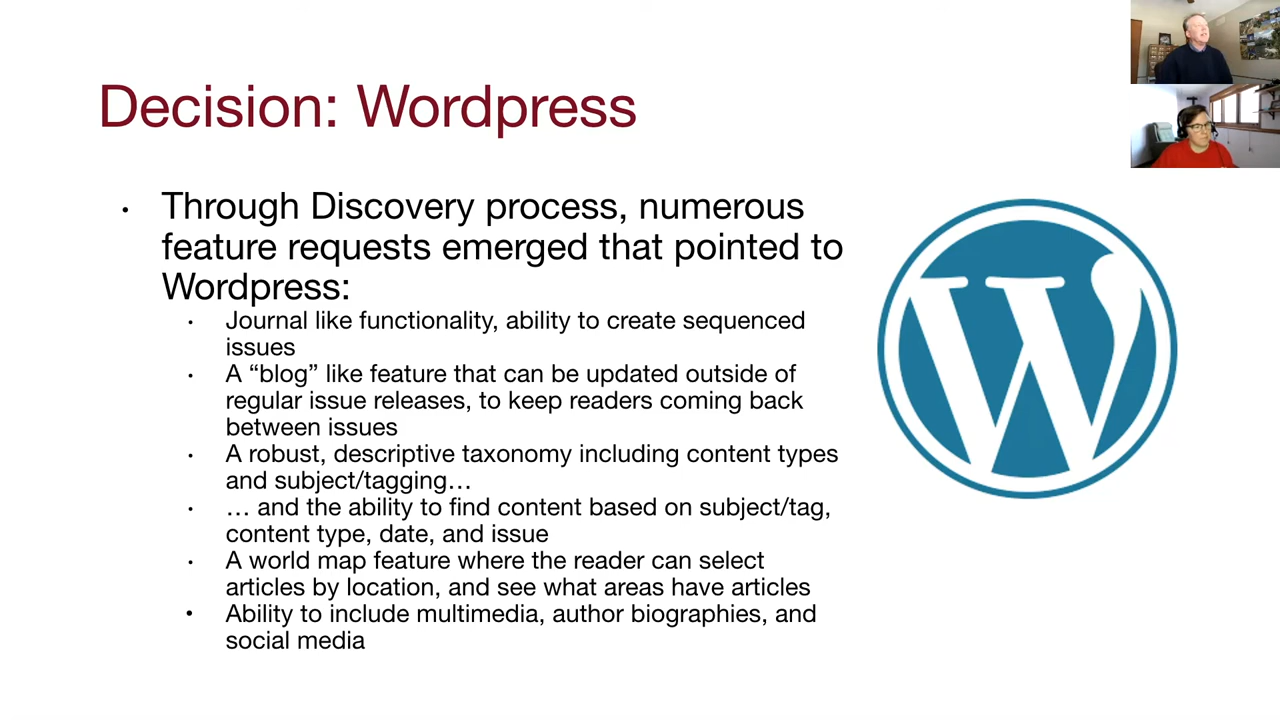 Decision: Wordpress
• Through Discovery process, numerous
feature requests emerged that pointed to
Wordpress:
• Journal like functionality, ability to create sequenced
issues
• A “blog” like feature that can be updated outside of
regular issue releases, to keep readers coming back
between issues
• A robust, descriptive taxonomy including content types
and subject/tagging…
• … and the ability to find content based on subject/tag,
content type, date, and issue
• A world map feature where the reader can select
articles by location, and see what areas have articles
• Ability to include multimedia, author biographies, and
social media
W